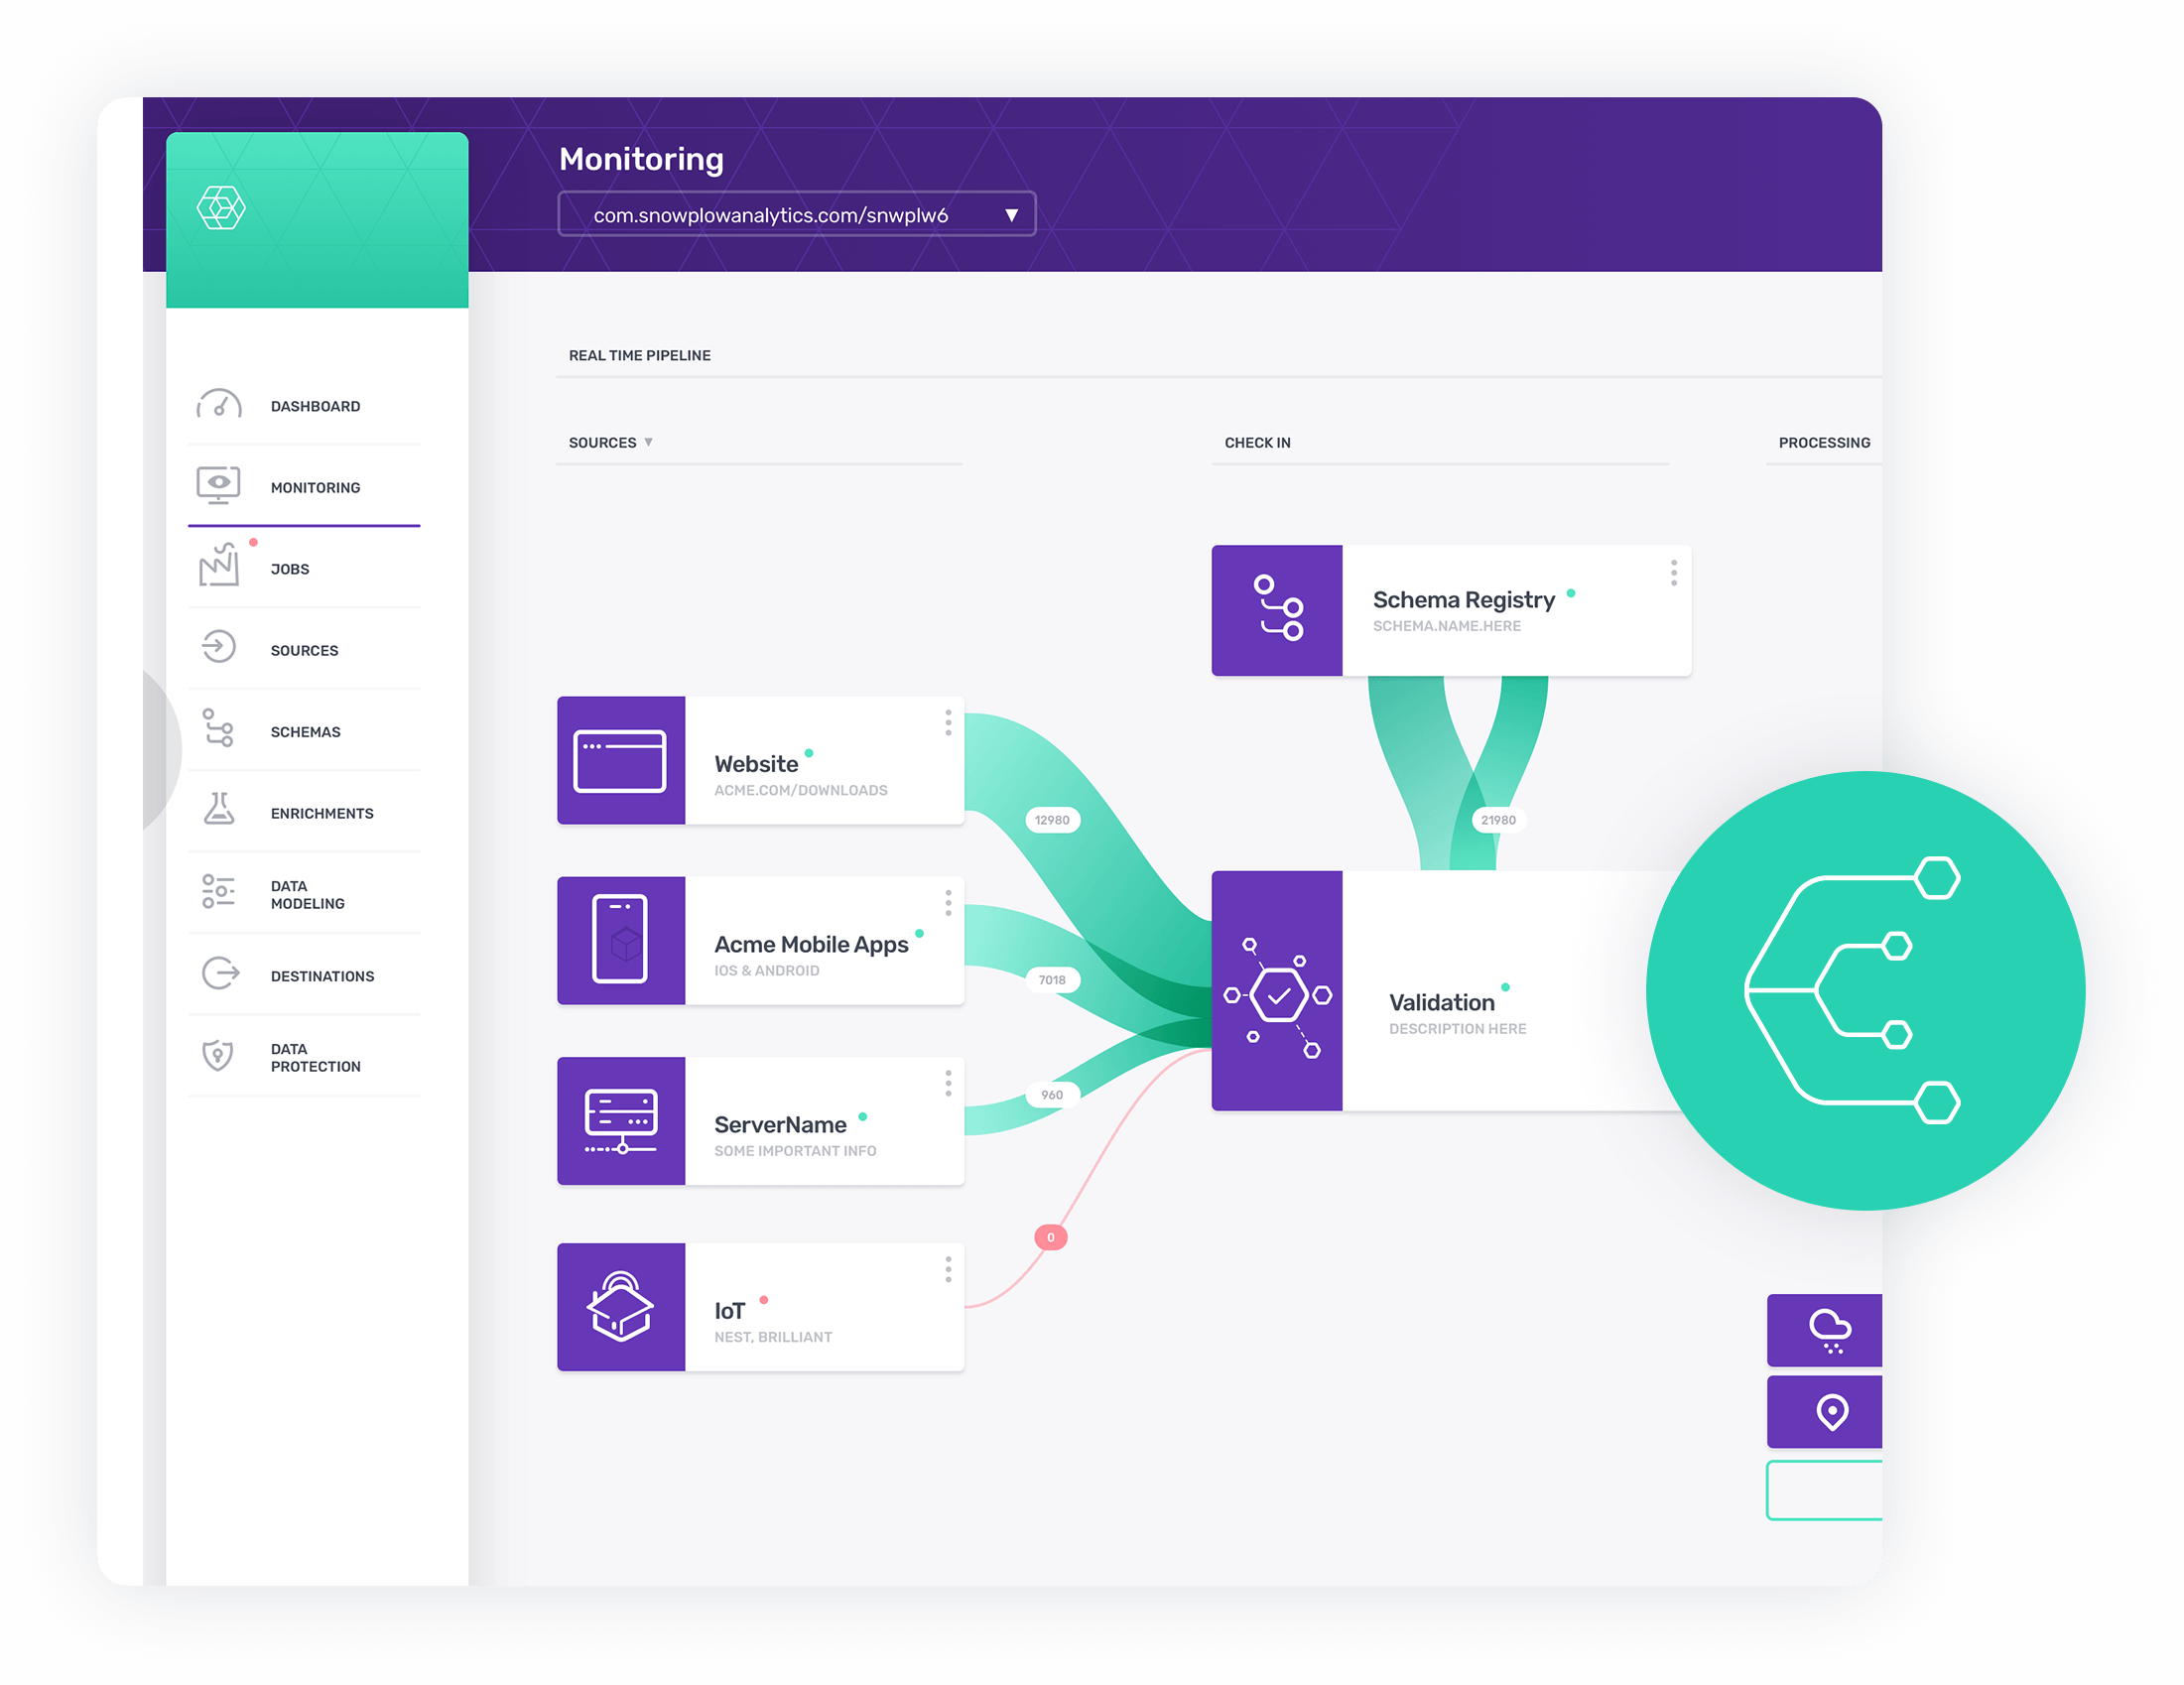 Monitoring
com.snowplowanalytics.com/snwplw6
DASHBOARD
MONITORING
JOBS
SOURCES
SCHEMAS
ENRICHMENTS
DATA
MODELING
DESTINATIONS
DATA
PROTECTION
REAL TIME PIPELINE
SOURCES
CHECK IN
PROCESSING
Schema Registry
SCHEMA.NAME.HERE
Website
ACME.COM/DOWNLOADS
12980
21980
Acme Mobile Apps
IOS & ANDROID
7018
Validation
DESCRIPTION HERE
ServerName
SOME IMPORTANT INFO
960
IoT
NEST, BRILLIANT
0